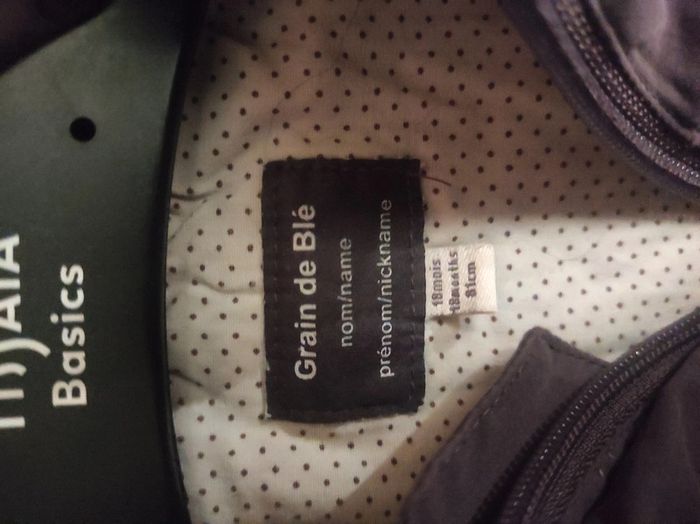 Basics
Grain de Blé
nom/name
prénom/nickname
18mois
18months
81cm